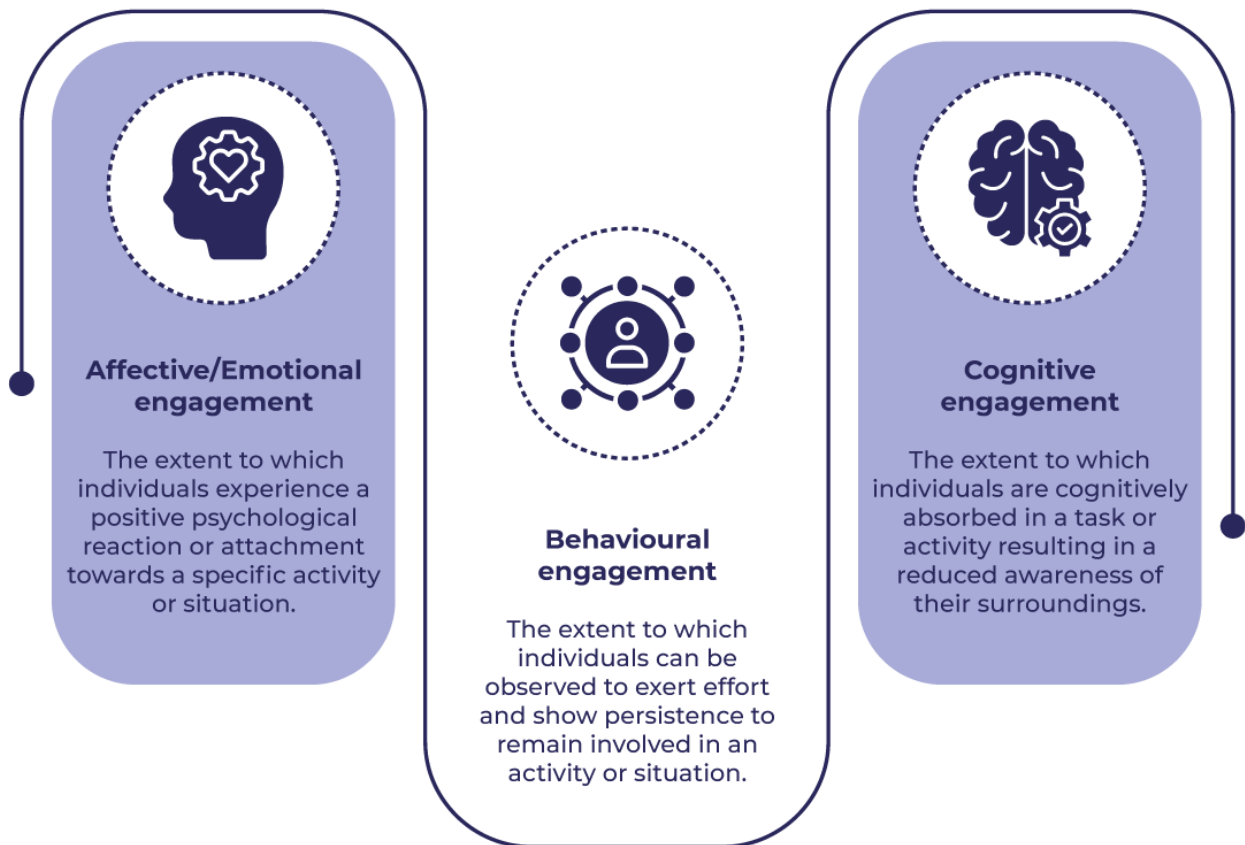 Affective/Emotional
engagement
The extent to which
individuals experience a
positive psychological
reaction or attachment
towards a specific activity
or situation.
Behavioural
engagement
The extent to which
individuals can be
observed to exert effort
and show persistence to
remain involved in an
activity or situation.
Cognitive
engagement
The extent to which
individuals are cognitively
absorbed in a task or
activity resulting in a
reduced awareness of
their surroundings.